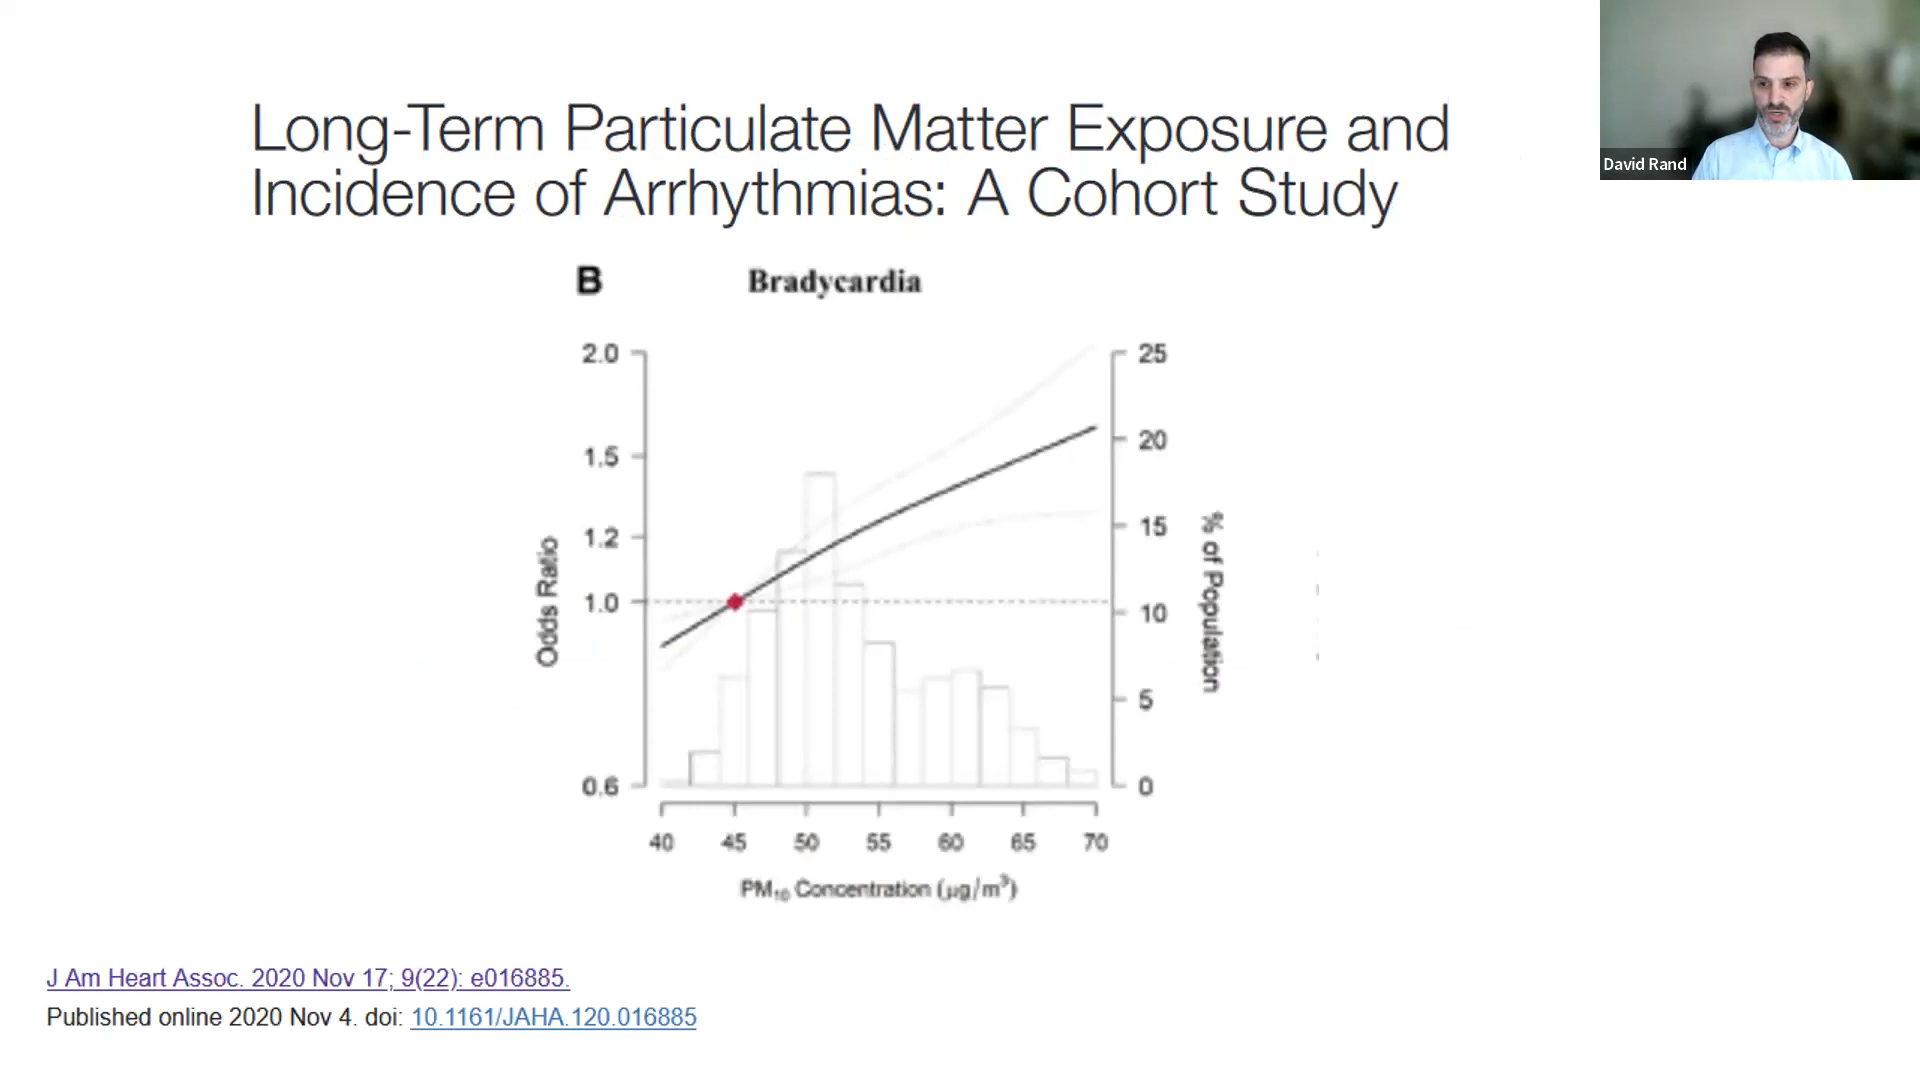 Long-Term Particulate Matter Exposure and
Incidence of Arrhythmias: A Cohort Study
David Rand
B Bradycardia
2.0
1.5
1.2
1.0
0.6
Odds Ratio
25
20
15
10
5
0
% of Population
40 45 50 55 60 65 70
PM₁₀ Concentration (μg/m³)
J Am Heart Assoc. 2020 Nov 17; 9(22): e016885.
Published online 2020 Nov 4. doi: 10.1161/JAHA.120.016885